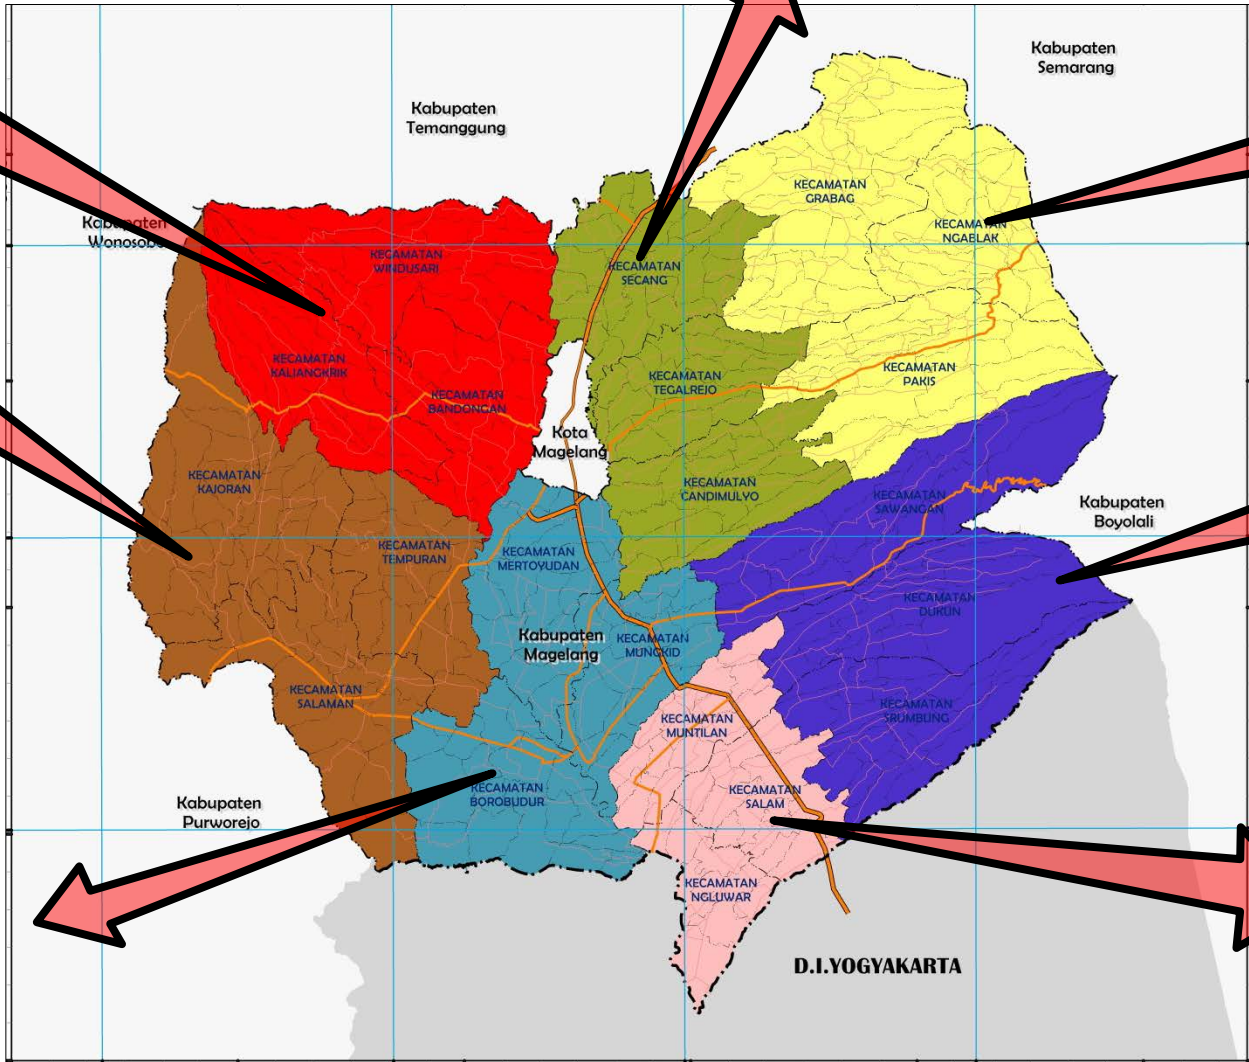 Kabupaten
Semarang
Kabupaten
Temanggung
KECAMATAN
GRABAG
Kabupaten
Wonosobo
KECAMATAN
NGABLAK
KECAMATAN
WINDUSARI
KECAMATAN
SECANG
KECAMATAN
KALIANGKRIK
KECAMATAN
TEGALREJO
KECAMATAN
PAKIS
KECAMATAN
BANDONGAN
Kota
Magelang
KECAMATAN
KAJORAN
KECAMATAN
CANDIMULYO
KECAMATAN
SAWANGAN
Kabupaten
Boyolali
KECAMATAN
TEMPURAN
KECAMATAN
MERTOYUDAN
KECAMATAN
DUKUN
Kabupaten
Magelang
KECAMATAN
MUNGKID
KECAMATAN
SALAMAN
KECAMATAN
SRUMBUNG
KECAMATAN
MUNTILAN
KECAMATAN
BOROBUDUR
KECAMATAN
SALAM
Kabupaten
Purworejo
KECAMATAN
NGLUWAR
D.I.YOGYAKARTA